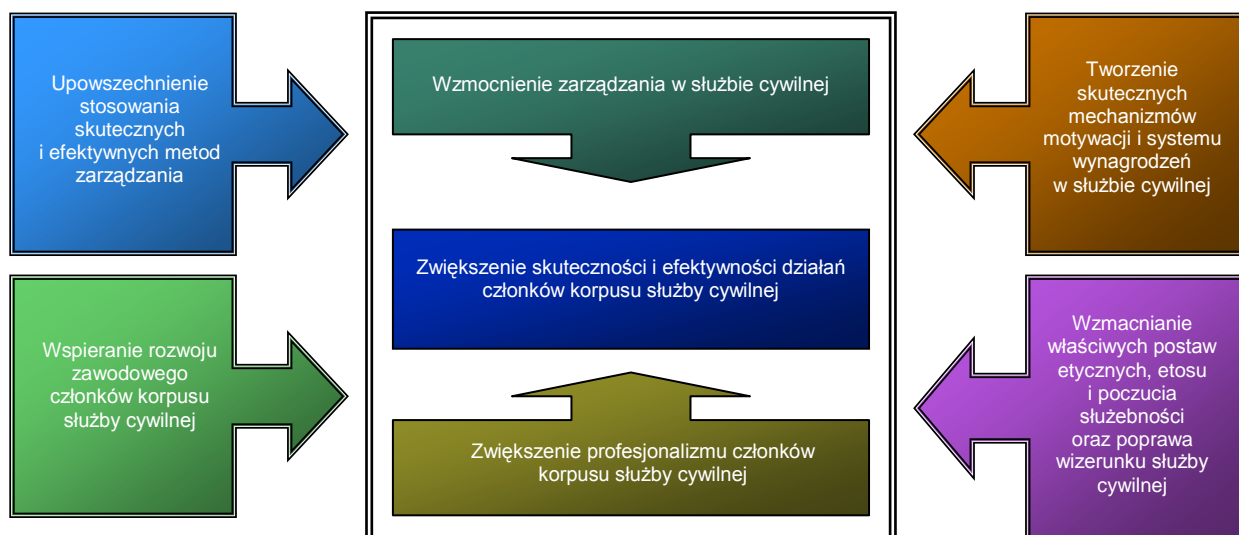 Upowszechnienie
stosowania
skutecznych
i efektywnych metod
zarządzania
Wzmocnienie zarządzania w służbie cywilnej
Tworzenie
skutecznych
mechanizmów
motywacji i systemu
wynagrodzeń
w służbie cywilnej
Zwiększenie skuteczności i efektywności działań
członków korpusu służby cywilnej
Wspieranie rozwoju
zawodowego
członków korpusu
służby cywilnej
Zwiększenie profesjonalizmu członków
korpusu służby cywilnej
Wzmacnianie
właściwych postaw
etycznych, etosu
i poczucia
służebności
oraz poprawa
wizerunku służby
cywilnej